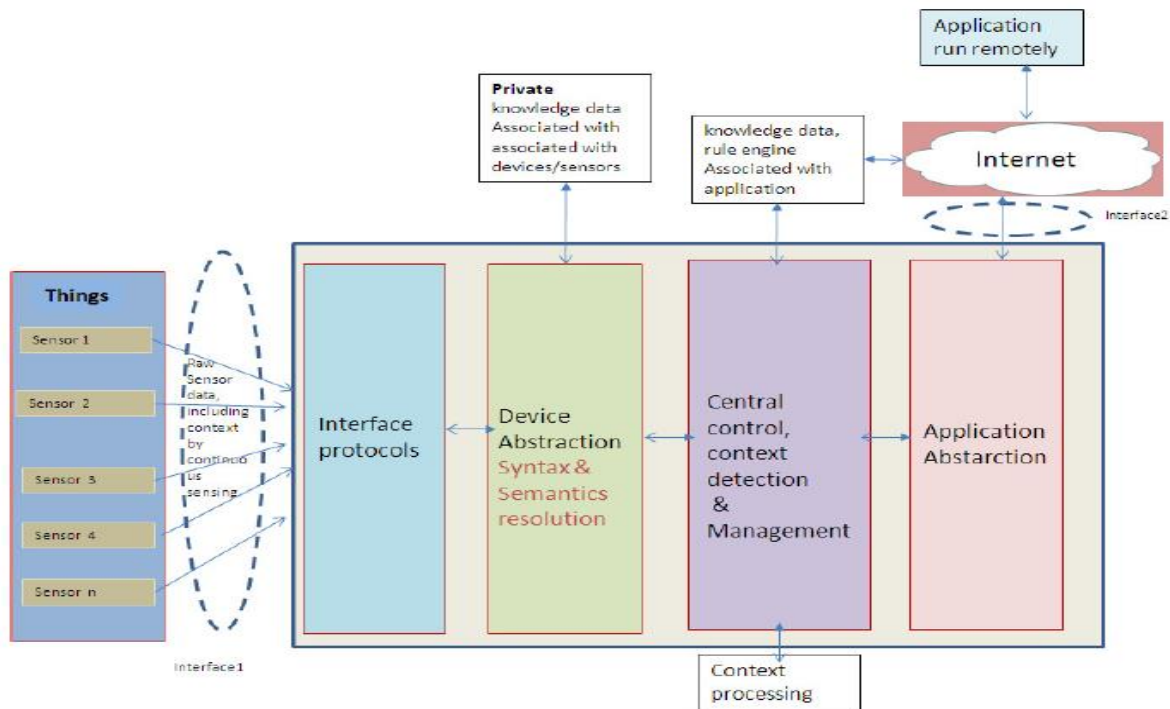 Application
run remotely
Private
knowledge data
Associated with
associated with
devices/sensors
knowledge data,
rule engine
Associated with
application
Internet
Interface2
Things
Sensor 1
Sensor 2
Sensor 3
Sensor 4
Sensor n
Raw
Sensor
data,
including
context
by
continuo
us
sensing
Interface1
Interface
protocols
Device
Abstraction
Syntax &
Semantics
resolution
Central
control,
context
detection
&
Management
Application
Abstarction
Context
processing